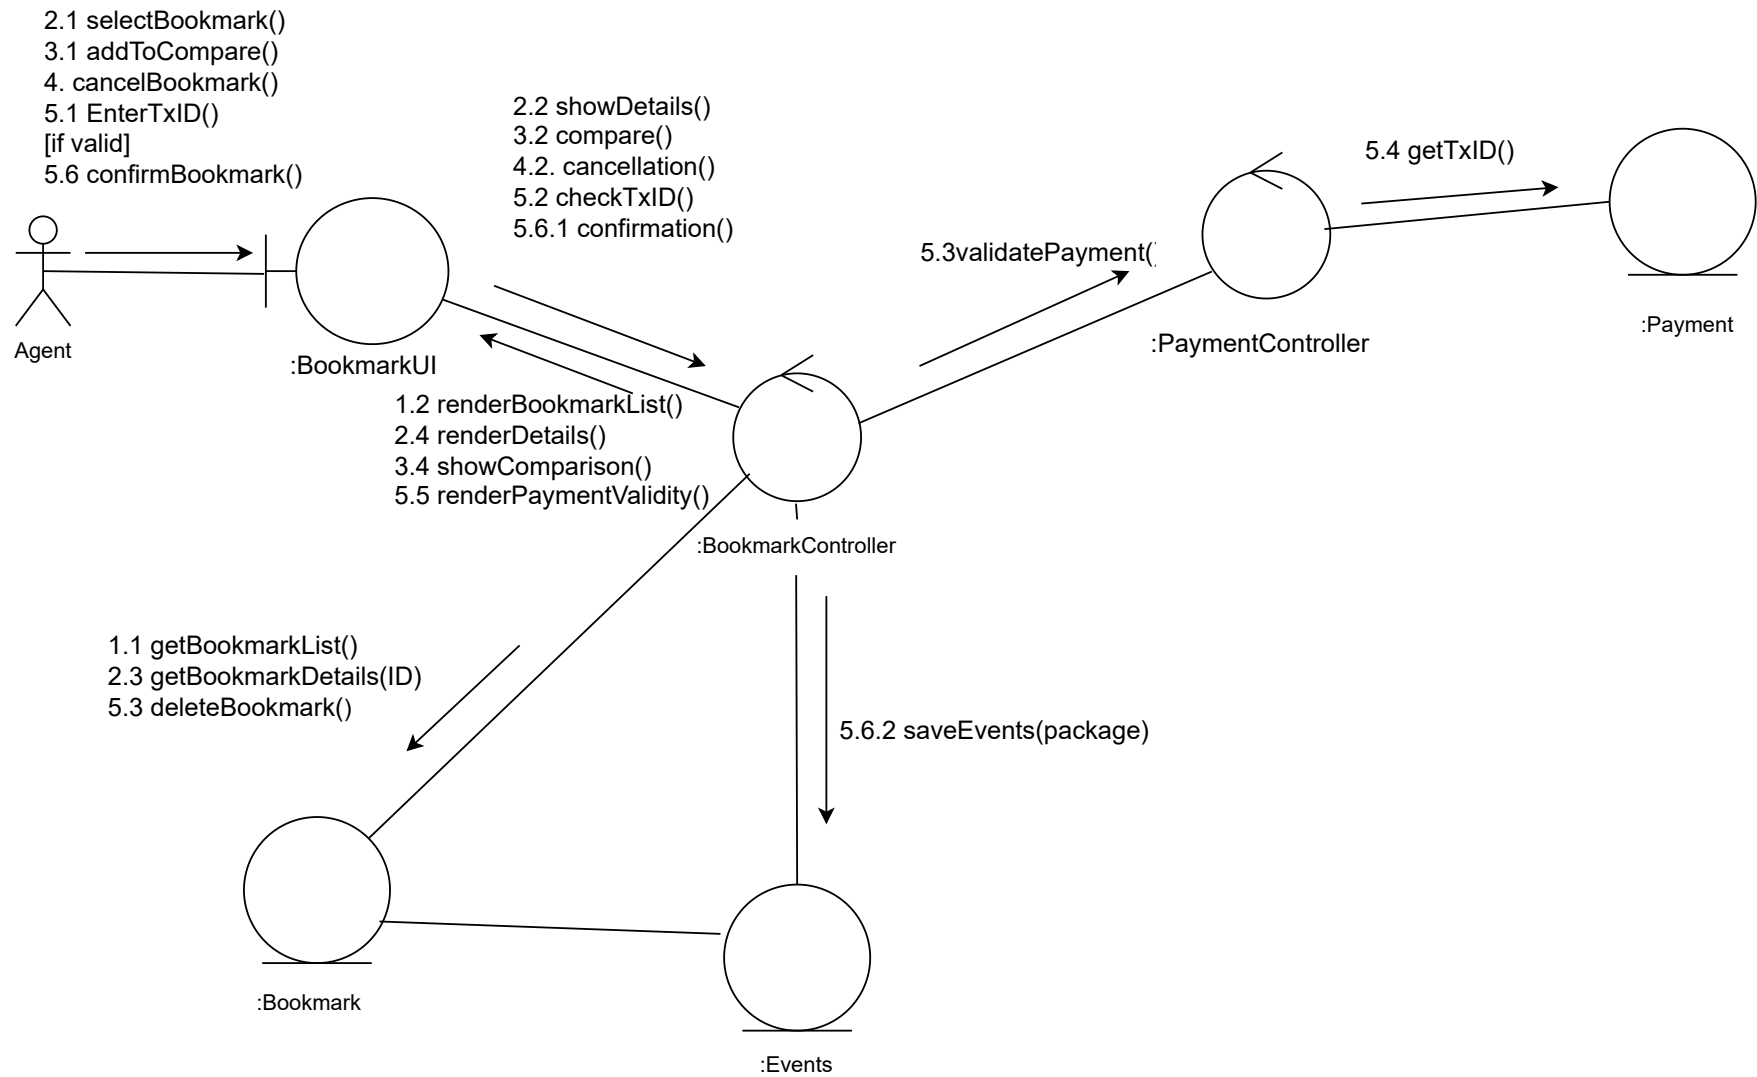 2.1 selectBookmark()
3.1 addToCompare()
4. cancelBookmark()
5.1 EnterTxID()
[if valid]
5.6 confirmBookmark()
2.2 showDetails()
3.2 compare()
4.2. cancellation()
5.2 checkTxID()
5.6.1 confirmation()
5.4 getTxID()
5.3validatePayment()
:Payment
:PaymentController
Agent
:BookmarkUI
1.2 renderBookmarkList()
2.4 renderDetails()
3.4 showComparison()
5.5 renderPaymentValidity()
:BookmarkController
1.1 getBookmarkList()
2.3 getBookmarkDetails(ID)
5.3 deleteBookmark()
5.6.2 saveEvents(package)
:Bookmark
:Events